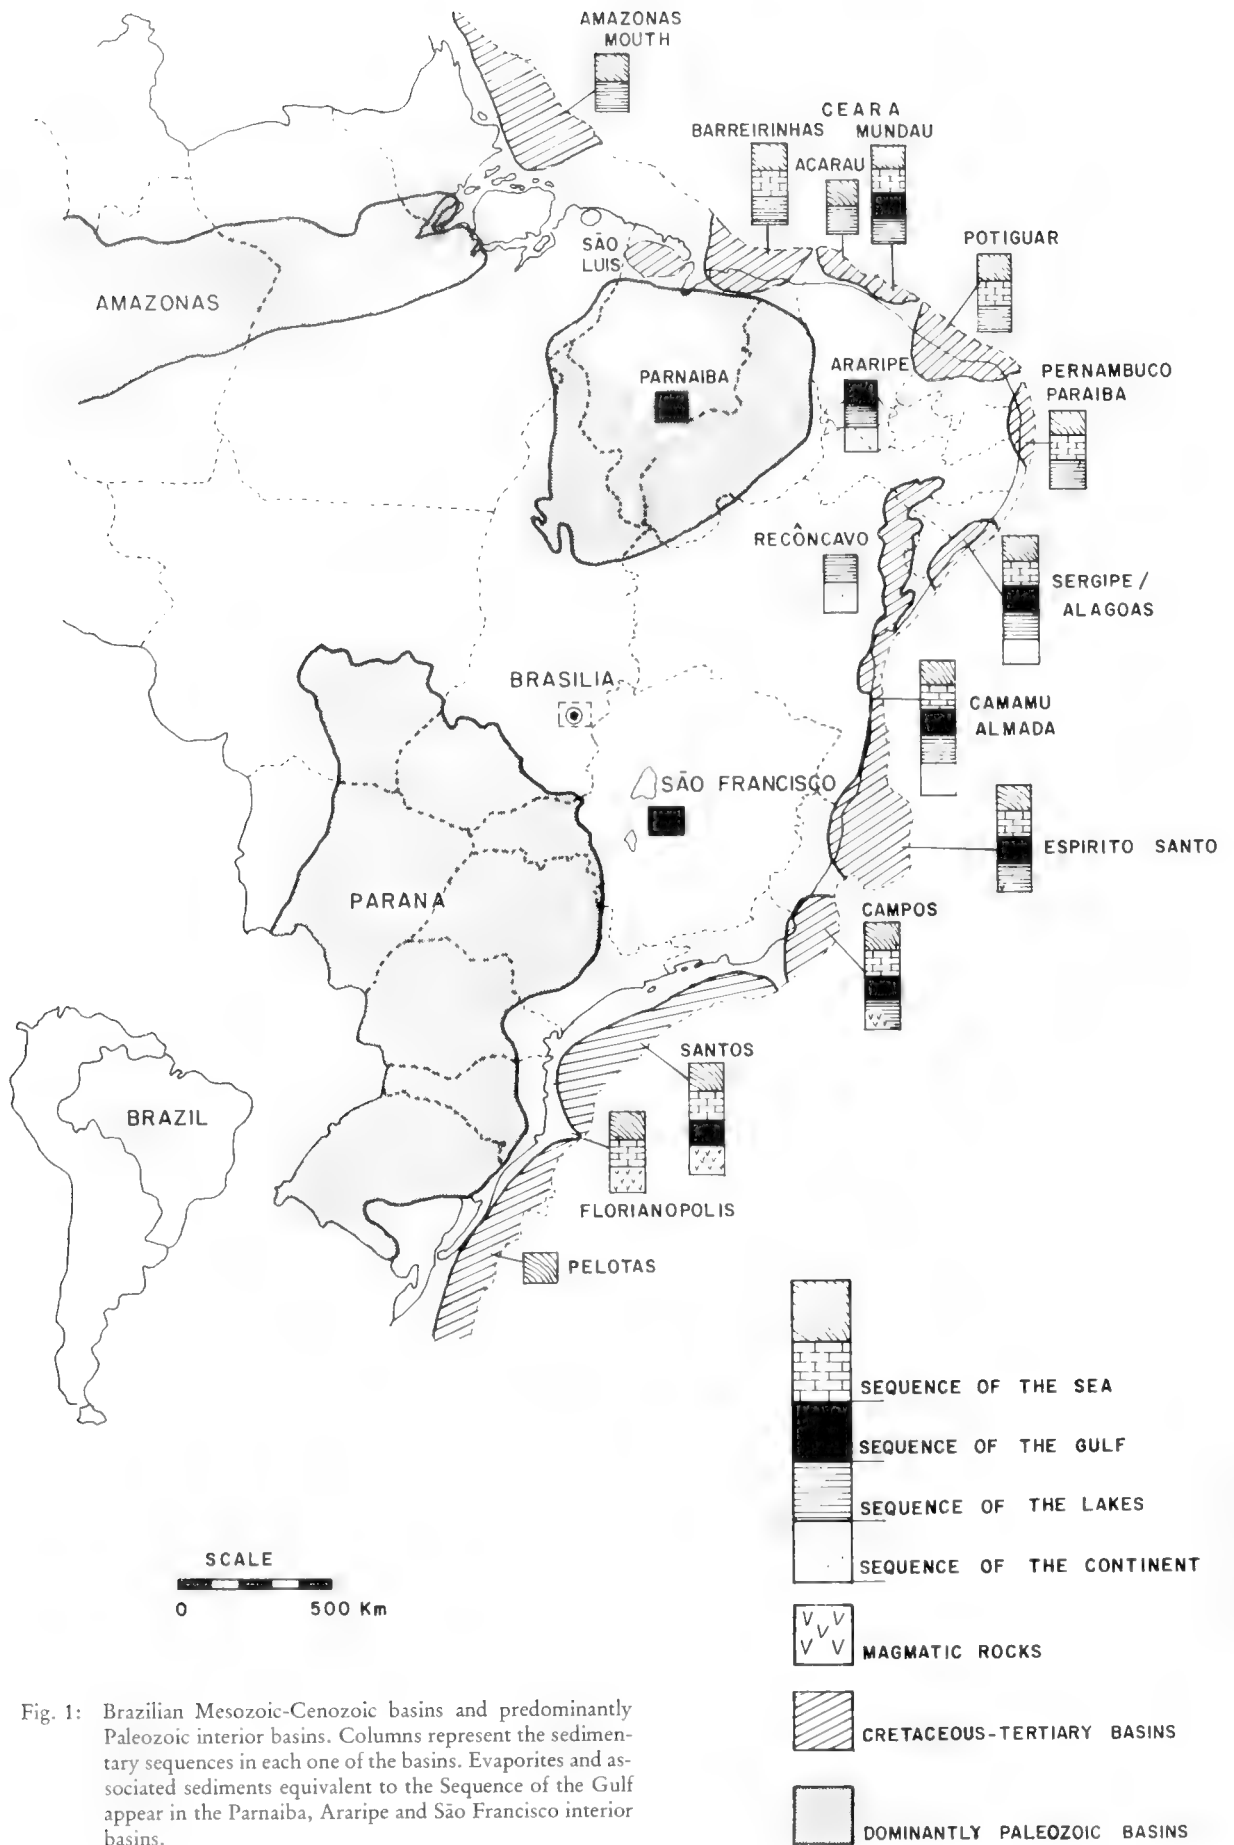 AMAZONAS
MOUTH
CEARA
BARREIRINHAS
MUNDAU
ACARAU
POTIGUAR
SÃO
LUIS
AMAZONAS
PARNAIBA
ARARIPE
PERNAMBUCO
PARAIBA
RECÔNCAVO
SERGIPE /
ALAGOAS
BRASILIA
CAMAMU
ALMADA
SÃO FRANCISCO
ESPIRITO SANTO
PARANA
CAMPOS
SANTOS
BRAZIL
FLORIANOPOLIS
PELOTAS
SEQUENCE OF THE SEA
SEQUENCE OF THE GULF
SEQUENCE OF THE LAKES
SEQUENCE OF THE CONTINENT
MAGMATIC ROCKS
CRETACEOUS-TERTIARY BASINS
DOMINANTLY PALEOZOIC BASINS
SCALE
0 500 Km
Fig. 1: Brazilian Mesozoic-Cenozoic basins and predominantly
Paleozoic interior basins. Columns represent the sedimen-
tary sequences in each one of the basins. Evaporites and as-
sociated sediments equivalent to the Sequence of the Gulf
appear in the Parnaiba, Araripe and São Francisco interior
basins.